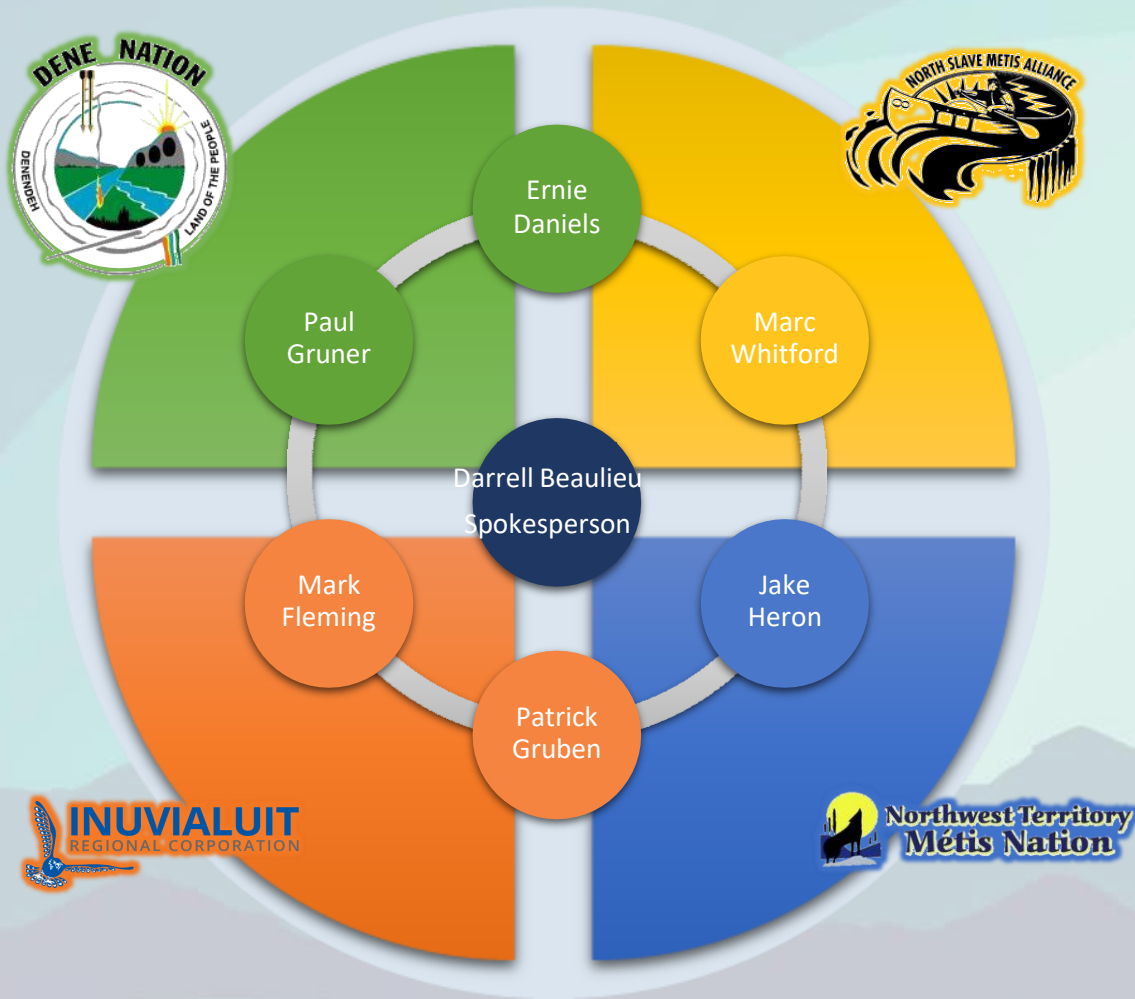 DENE NATION
DENENDEH
LAND OF THE PEOPLE
NORTH SLAVE METIS ALLIANCE
8
Ernie
Daniels
Paul
Gruner
Marc
Whitford
Darrell Beaulieu
Spokesperson
Mark
Fleming
Jake
Heron
Patrick
Gruben
INUVIALUIT
REGIONAL CORPORATION
Northwest Territory
Métis Nation